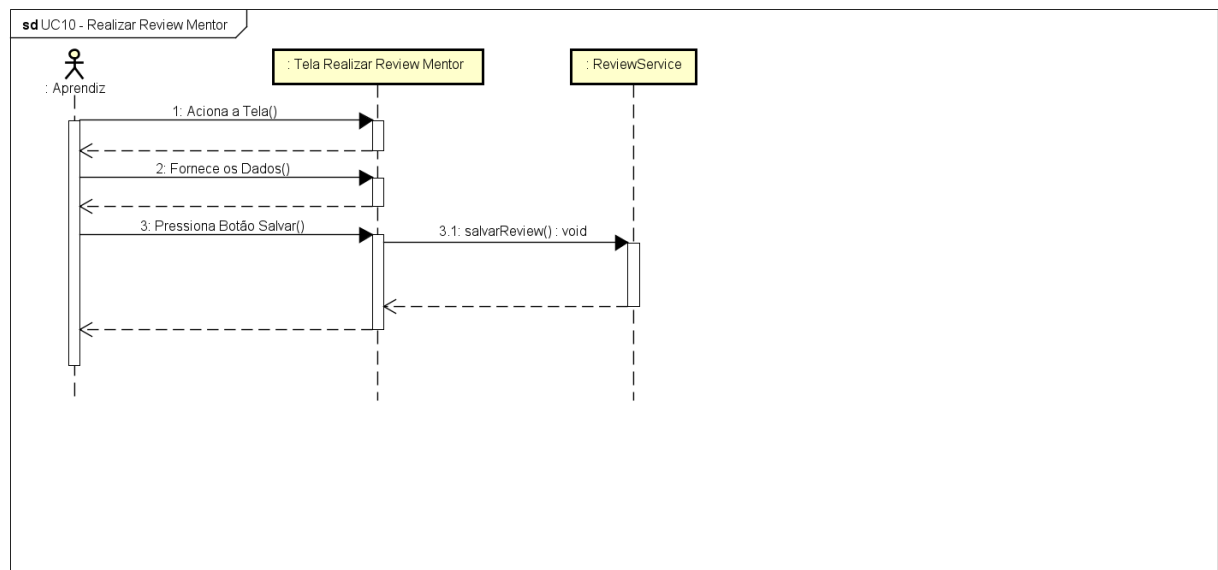 sd UC10 - Realizar Review Mentor
: Aprendiz
: Tela Realizar Review Mentor
: ReviewService
1: Aciona a Tela()
2: Fornece os Dados()
3: Pressiona Botão Salvar()
3.1: salvarReview() : void